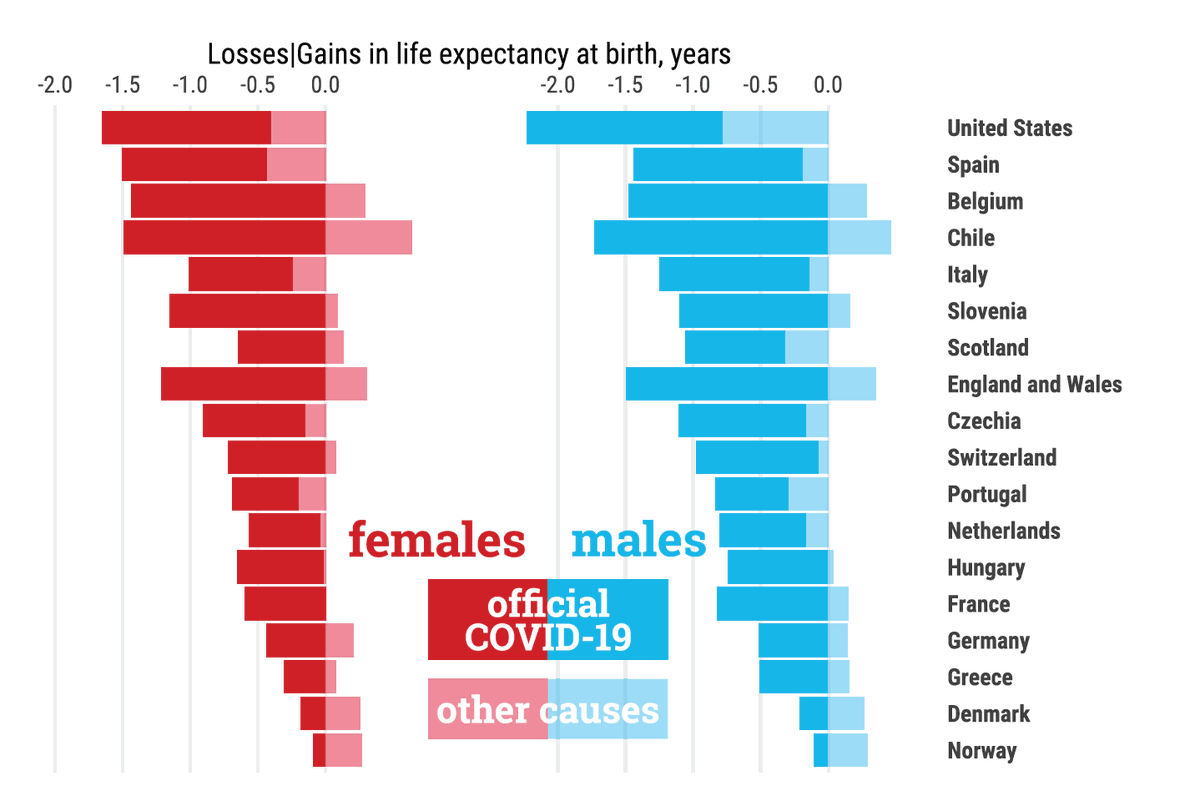 Losses|Gains in life expectancy at birth, years
-2.0 -1.5 -1.0 -0.5 0.0 -2.0 -1.5 -1.0 -0.5 0.0
United States
Spain
Belgium
Chile
Italy
Slovenia
Scotland
England and Wales
Czechia
Switzerland
Portugal
Netherlands
Hungary
France
Germany
Greece
Denmark
Norway
females males
official
COVID-19
other causes